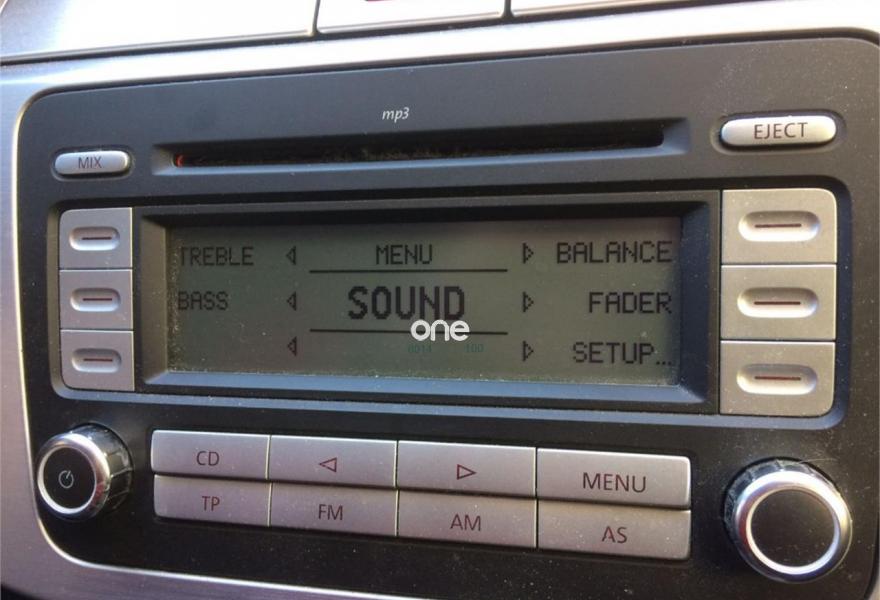 mp3
EJECT
MIX
TREBLE MENU BALANCE
BASS SOUND FADER
one
SETUP...
CD MENU
TP FM AM AS